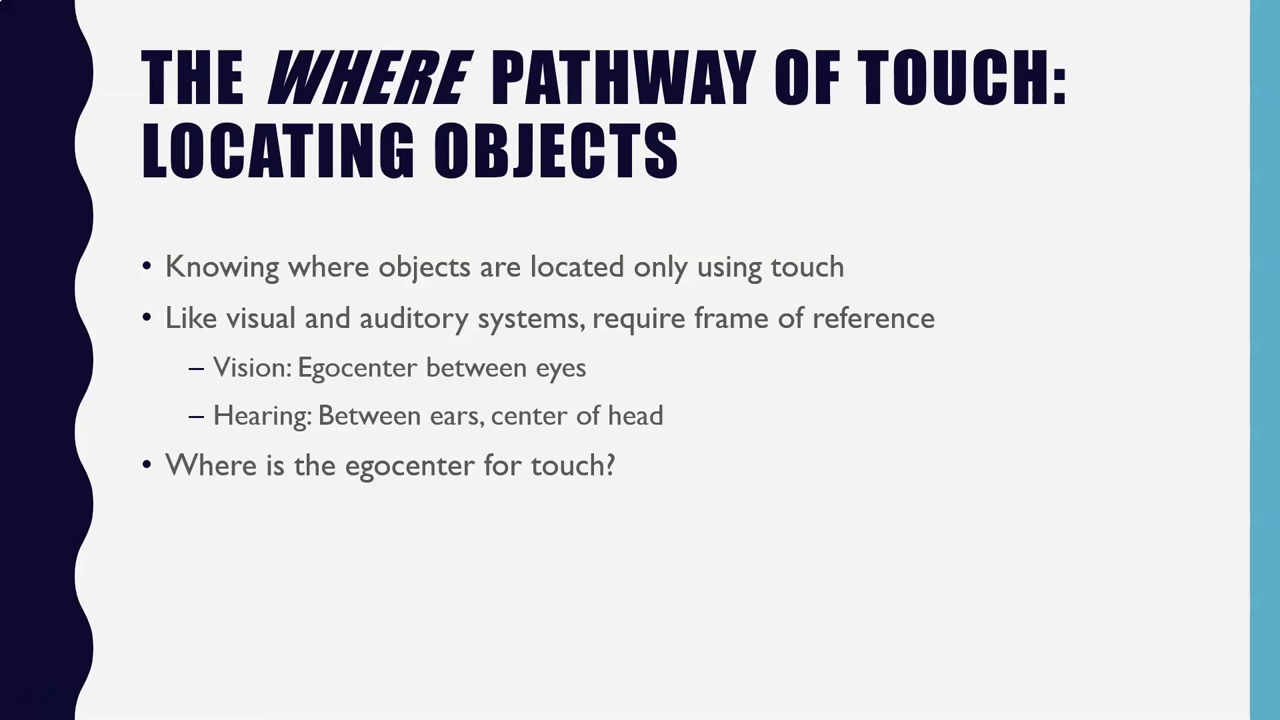 THE WHERE PATHWAY OF TOUCH:
LOCATING OBJECTS
• Knowing where objects are located only using touch
• Like visual and auditory systems, require frame of reference
– Vision: Egocenter between eyes
– Hearing: Between ears, center of head
• Where is the egocenter for touch?